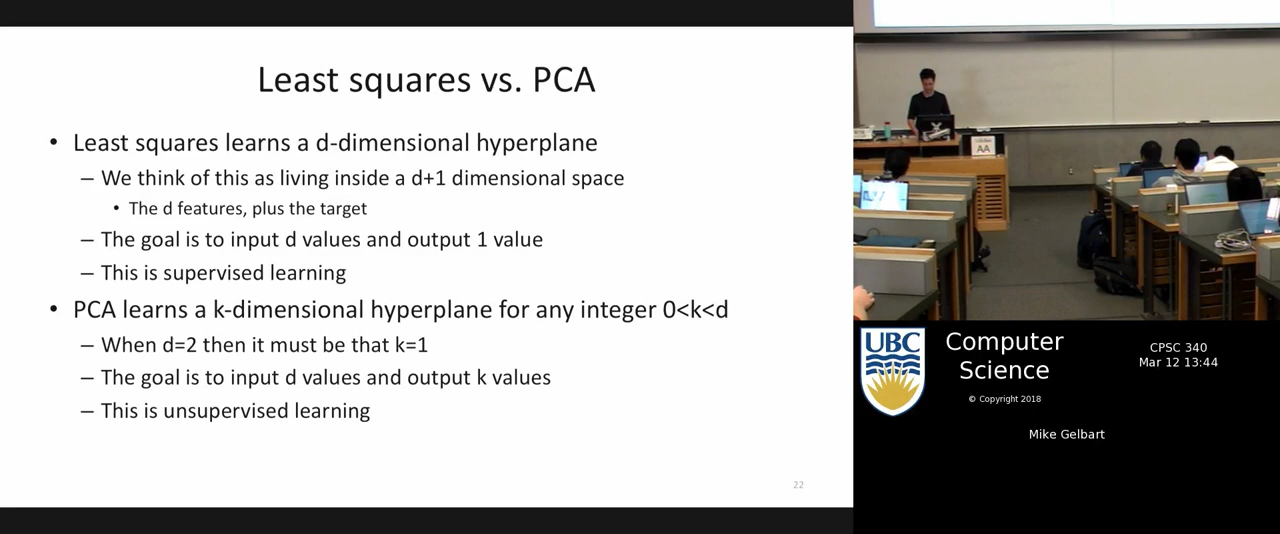 Least squares vs. PCA
• Least squares learns a d-dimensional hyperplane
– We think of this as living inside a d+1 dimensional space
• The d features, plus the target
– The goal is to input d values and output 1 value
– This is supervised learning
• PCA learns a k-dimensional hyperplane for any integer 0<k<d
– When d=2 then it must be that k=1
– The goal is to input d values and output k values
– This is unsupervised learning
22
AA
UBC
Computer
Science
© Copyright 2018
CPSC 340
Mar 12 13:44
Mike Gelbart